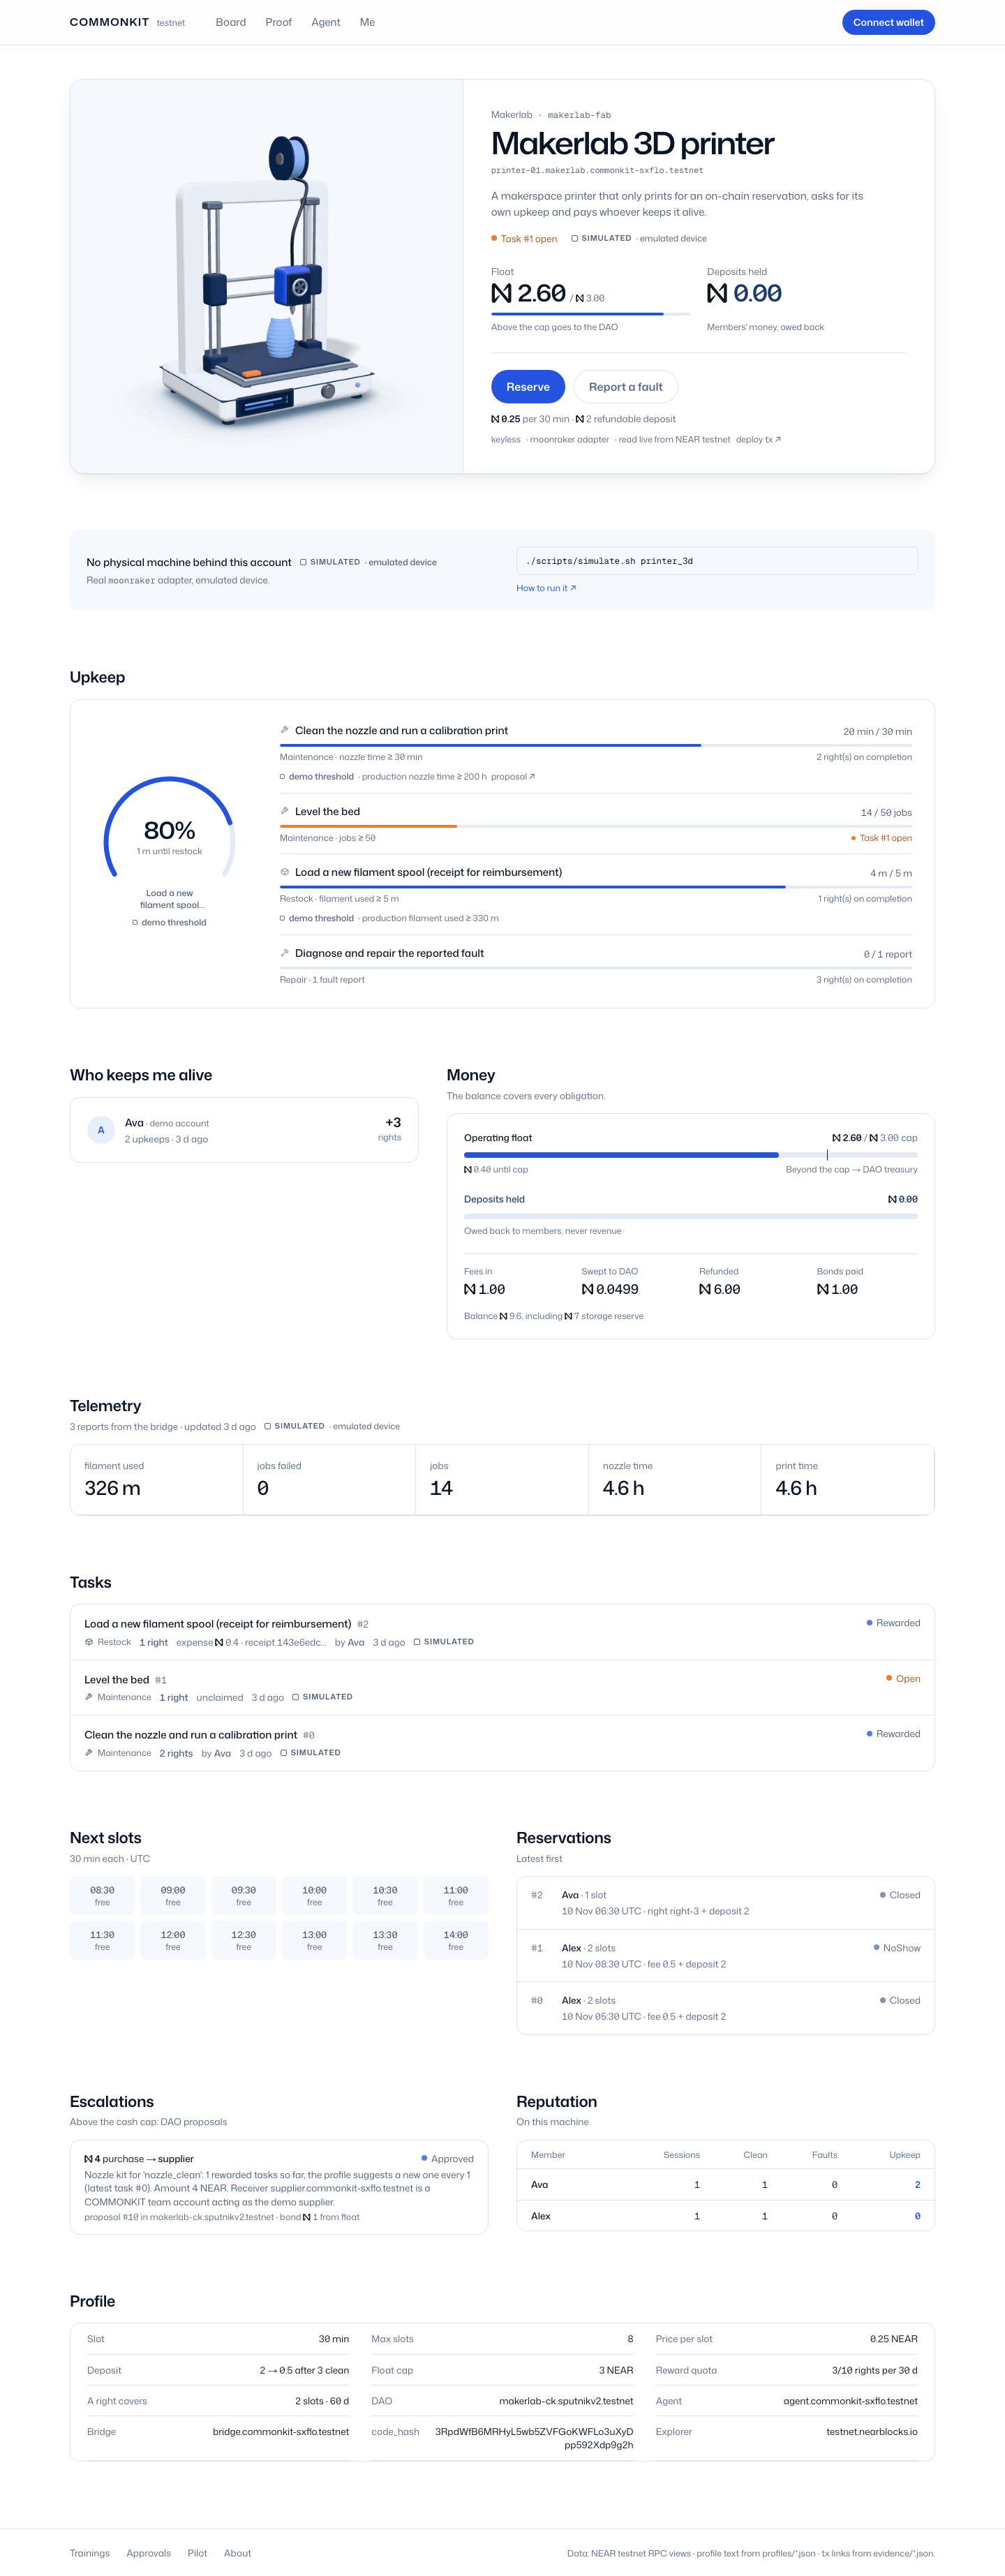 COMMONKIT testnet Board Proof Agent Me Connect wallet
Makerlab · makerlab-fab
Makerlab 3D printer
printer-01.makerlab.commonkit-sxflo.testnet
A makerspace printer that only prints for an on-chain reservation, asks for its
own upkeep and pays whoever keeps it alive.
Task #1 open SIMULATED · emulated device
Float Deposits held
2.60 / 3.00 0.00
Above the cap goes to the DAO Members' money, owed back
Reserve Report a fault
0.25 per 30 min · 2 refundable deposit
keyless · moonraker adapter · read live from NEAR testnet deploy tx ↗
No physical machine behind this account SIMULATED · emulated device
Real moonraker adapter, emulated device.
./scripts/simulate.sh printer_3d
How to run it ↗
Upkeep
80%
1 m until restock
Load a new
filament spool...
demo threshold
Clean the nozzle and run a calibration print 20 min / 30 min
Maintenance · nozzle time ≥ 30 min 2 right(s) on completion
demo threshold · production nozzle time ≥ 200 h proposal ↗
Level the bed 14 / 50 jobs
Maintenance · jobs ≥ 50 Task #1 open
Load a new filament spool (receipt for reimbursement) 4 m / 5 m
Restock · filament used ≥ 5 m 1 right(s) on completion
demo threshold · production filament used ≥ 330 m
Diagnose and repair the reported fault 0 / 1 report
Repair · 1 fault report 3 right(s) on completion
Who keeps me alive
A
Ava · demo account +3
2 upkeeps · 3 d ago rights
Money
The balance covers every obligation.
Operating float 2.60 / 3.00 cap
0.40 until cap Beyond the cap → DAO treasury
Deposits held 0.00
Owed back to members, never revenue
Fees in Swept to DAO Refunded Bonds paid
1.00 0.0499 6.00 1.00
Balance 9.6, including 7 storage reserve
Telemetry
3 reports from the bridge · updated 3 d ago SIMULATED · emulated device
filament used jobs failed jobs nozzle time print time
326 m 0 14 4.6 h 4.6 h
Tasks
Load a new filament spool (receipt for reimbursement) #2 Rewarded
Restock 1 right expense 0.4 · receipt 143e6edc... by Ava 3 d ago SIMULATED
Level the bed #1 Open
Maintenance 1 right unclaimed 3 d ago SIMULATED
Clean the nozzle and run a calibration print #0 Rewarded
Maintenance 2 rights by Ava 3 d ago SIMULATED
Next slots
30 min each · UTC
08:30 09:00 09:30 10:00 10:30 11:00
free free free free free free
11:30 12:00 12:30 13:00 13:30 14:00
free free free free free free
Reservations
Latest first
#2 Ava · 1 slot Closed
10 Nov 06:30 UTC · right right-3 + deposit 2
#1 Alex · 2 slots NoShow
10 Nov 08:30 UTC · fee 0.5 + deposit 2
#0 Alex · 2 slots Closed
10 Nov 05:30 UTC · fee 0.5 + deposit 2
Escalations
Above the cash cap: DAO proposals
4 purchase → supplier Approved
Nozzle kit for 'nozzle_clean': 1 rewarded tasks so far, the profile suggests a new one every 1
(latest task #0). Amount 4 NEAR. Receiver supplier.commonkit-sxflo.testnet is a
COMMONKIT team account acting as the demo supplier.
proposal #10 in makerlab-ck.sputnikv2.testnet · bond 1 from float
Reputation
On this machine
Member Sessions Clean Faults Upkeep
Ava 1 1 0 2
Alex 1 1 0 0
Profile
Slot 30 min Max slots 8 Price per slot 0.25 NEAR
Deposit 2 → 0.5 after 3 clean Float cap 3 NEAR Reward quota 3/10 rights per 30 d
A right covers 2 slots · 60 d DAO makerlab-ck.sputnikv2.testnet Agent agent.commonkit-sxflo.testnet
Bridge bridge.commonkit-sxflo.testnet code_hash 3RpdWfB6MRHyL5wb5ZVFGoKWFLo3uXyD Explorer testnet.nearblocks.io
pp592Xdp9g2h
Trainings Approvals Pilot About Data: NEAR testnet RPC views · profile text from profiles/*.json · tx links from evidence/*.json.